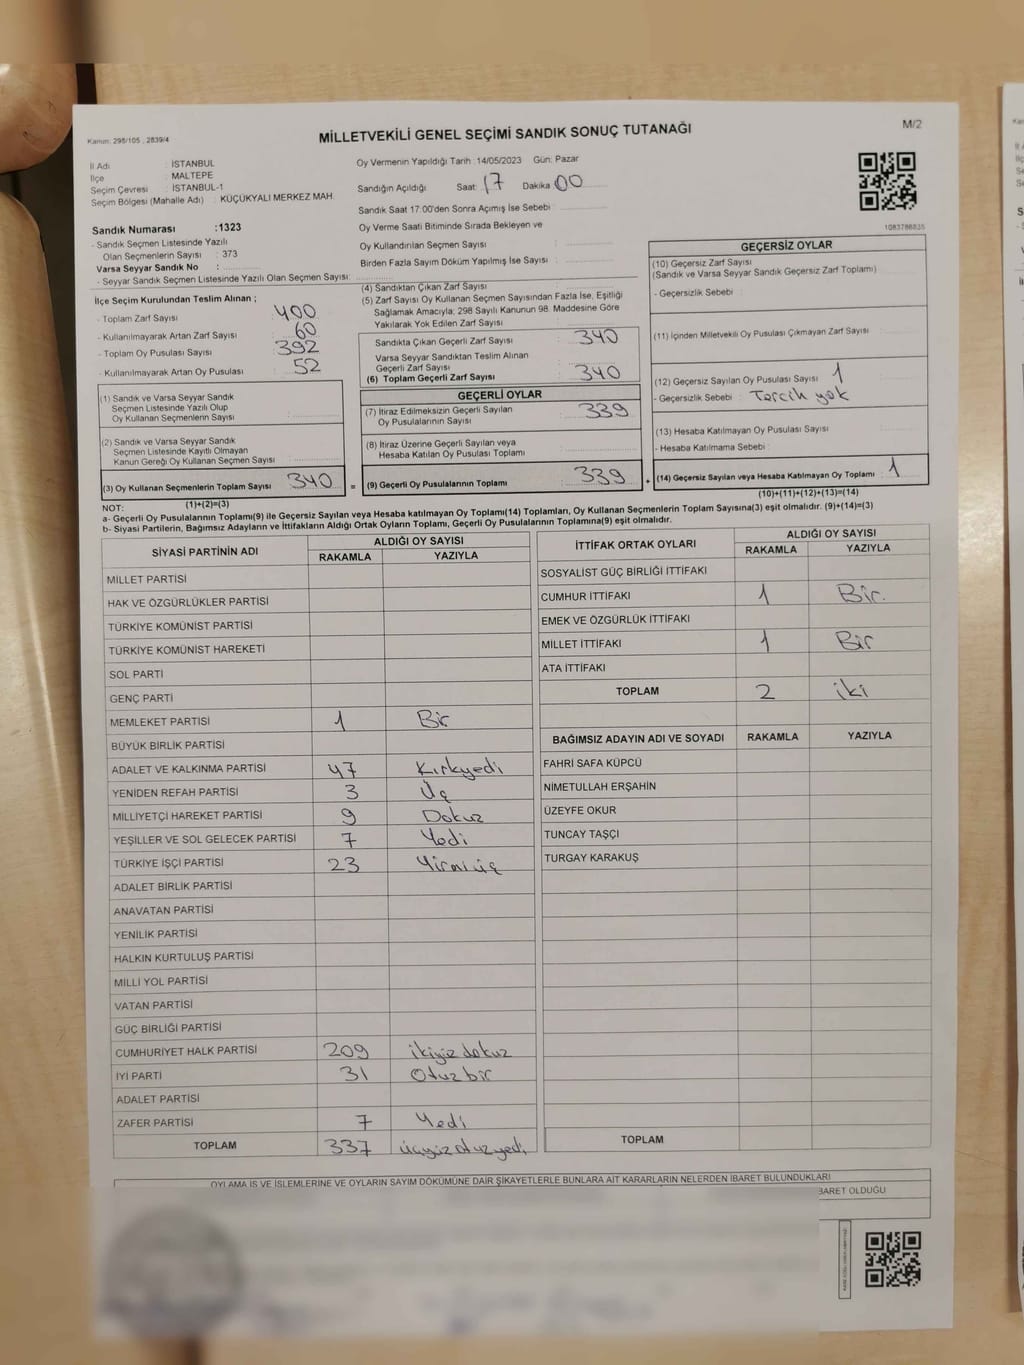 MİLLETVEKİLİ GENEL SEÇİMİ SANDIK SONUÇ TUTANAĞI
M/2
Kanun: 298/105 , 2839/4
İl Adı : İSTANBUL
İlçe : MALTEPE
Seçim Çevresi : İSTANBUL-1
Seçim Bölgesi (Mahalle Adı) : KÜÇÜKYALI MERKEZ MAH.
Oy Vermenin Yapıldığı Tarih :14/05/2023 Gün: Pazar
Sandığın Açıldığı Saat: 17 Dakika 00
Sandık Saat 17:00'den Sonra Açımış İse Sebebi :
Oy Verme Saati Bitiminde Sırada Bekleyen ve
Oy Kullandırılan Seçmen Sayısı :
Birden Fazla Sayım Döküm Yapılmış İse Sayısı :
1083788835
Sandık Numarası :1323
- Sandık Seçmen Listesinde Yazılı
Olan Seçmenlerin Sayısı : 373
Varsa Seyyar Sandık No :
- Seyyar Sandık Seçmen Listesinde Yazılı Olan Seçmen Sayısı:
İlçe Seçim Kurulundan Teslim Alınan ;
- Toplam Zarf Sayısı 400
- Kullanılmayarak Artan Zarf Sayısı 60
- Toplam Oy Pusulası Sayısı 392
- Kullanılmayarak Artan Oy Pusulası 52
(1) Sandık ve Varsa Seyyar Sandık
Seçmen Listesinde Yazılı Olup
Oy Kullanan Seçmenlerin Sayısı
(2) Sandık ve Varsa Seyyar Sandık
Seçmen Listesinde Kayıtlı Olmayan
Kanun Gereği Oy Kullanan Seçmen Sayısı
(3) Oy Kullanan Seçmenlerin Toplam Sayısı 340 =
(1)+(2)=(3)
(4) Sandıktan Çıkan Zarf Sayısı :
(5) Zarf Sayısı Oy Kullanan Seçmen Sayısından Fazla İse, Eşitliği
Sağlamak Amacıyla; 298 Sayılı Kanunun 98. Maddesine Göre
Yakılarak Yok Edilen Zarf Sayısı
Sandıkta Çıkan Geçerli Zarf Sayısı : 340
Varsa Seyyar Sandıktan Teslim Alınan
Geçerli Zarf Sayısı
(6) Toplam Geçerli Zarf Sayısı : 340
GEÇERLİ OYLAR
(7) İtiraz Edilmeksizin Geçerli Sayılan
Oy Pusulalarının Sayısı 339
(8) İtiraz Üzerine Geçerli Sayılan veya
Hesaba Katılan Oy Pusulası Toplamı
(9) Geçerli Oy Pusulalarının Toplamı : 339 +
GEÇERSİZ OYLAR
(10) Geçersiz Zarf Sayısı
(Sandık ve Varsa Seyyar Sandık Geçersiz Zarf Toplamı)
- Geçersizlik Sebebi :
(11) İçinden Milletvekili Oy Pusulası Çıkmayan Zarf Sayısı :
(12) Geçersiz Sayılan Oy Pusulası Sayısı 1
- Geçersizlik Sebebi : Tercih yok
(13) Hesaba Katılmayan Oy Pusulası Sayısı
- Hesaba Katılmama Sebebi :
(14) Geçersiz Sayılan veya Hesaba Katılmayan Oy Toplamı : 1
(10)+(11)+(12)+(13)=(14)
NOT:
a- Geçerli Oy Pusulalarının Toplamı(9) ile Geçersiz Sayılan veya Hesaba Katılmayan Oy Toplamı(14) Toplamları, Oy Kullanan Seçmenlerin Toplam Sayısına(3) eşit olmalıdır. (9)+(14)=(3)
b- Siyasi Partilerin, Bağımsız Adayların ve İttifakların Aldığı Ortak Oyların Toplamı, Geçerli Oy Pusulalarının Toplamına(9) eşit olmalıdır.
SİYASİ PARTİNİN ADI ALDIĞI OY SAYISI
RAKAMLA YAZIYLA
MİLLET PARTİSİ
HAK VE ÖZGÜRLÜKLER PARTİSİ
TÜRKİYE KOMÜNİST PARTİSİ
TÜRKİYE KOMÜNİST HAREKETİ
SOL PARTİ
GENÇ PARTİ
MEMLEKET PARTİSİ 1 Bir
BÜYÜK BİRLİK PARTİSİ
ADALET VE KALKINMA PARTİSİ 47 Kırkyedi
YENİDEN REFAH PARTİSİ 3 Üç
MİLLİYETÇİ HAREKET PARTİSİ 9 Dokuz
YEŞİLLER VE SOL GELECEK PARTİSİ 7 Yedi
TÜRKİYE İŞÇİ PARTİSİ 23 Yirmi üç
ADALET BİRLİK PARTİSİ
ANAVATAN PARTİSİ
YENİLİK PARTİSİ
HALKIN KURTULUŞ PARTİSİ
MİLLİ YOL PARTİSİ
VATAN PARTİSİ
GÜÇ BİRLİĞİ PARTİSİ
CUMHURİYET HALK PARTİSİ 209 ikiyüz dokuz
İYİ PARTİ 31 Otuz bir
ADALET PARTİSİ
ZAFER PARTİSİ 7 Yedi
TOPLAM 337 üçyüz otuzyedi
İTTİFAK ORTAK OYLARI ALDIĞI OY SAYISI
RAKAMLA YAZIYLA
SOSYALİST GÜÇ BİRLİĞİ İTTİFAKI
CUMHUR İTTİFAKI 1 Bir.
EMEK VE ÖZGÜRLÜK İTTİFAKI
MİLLET İTTİFAKI 1 Bir
ATA İTTİFAKI
TOPLAM 2 iki
BAĞIMSIZ ADAYIN ADI VE SOYADI RAKAMLA YAZIYLA
FAHRİ SAFA KÜPCÜ
NİMETULLAH ERŞAHİN
ÜZEYFE OKUR
TUNCAY TAŞÇI
TURGAY KARAKUŞ
TOPLAM
OYLAMA İŞ VE İŞLEMLERİNE VE OYLARIN SAYIM DÖKÜMÜNE DAİR ŞİKAYETLERLE BUNLARA AİT KARARLARIN NELERDEN İBARET BULUNDUKLARI
BARET OLDUĞU